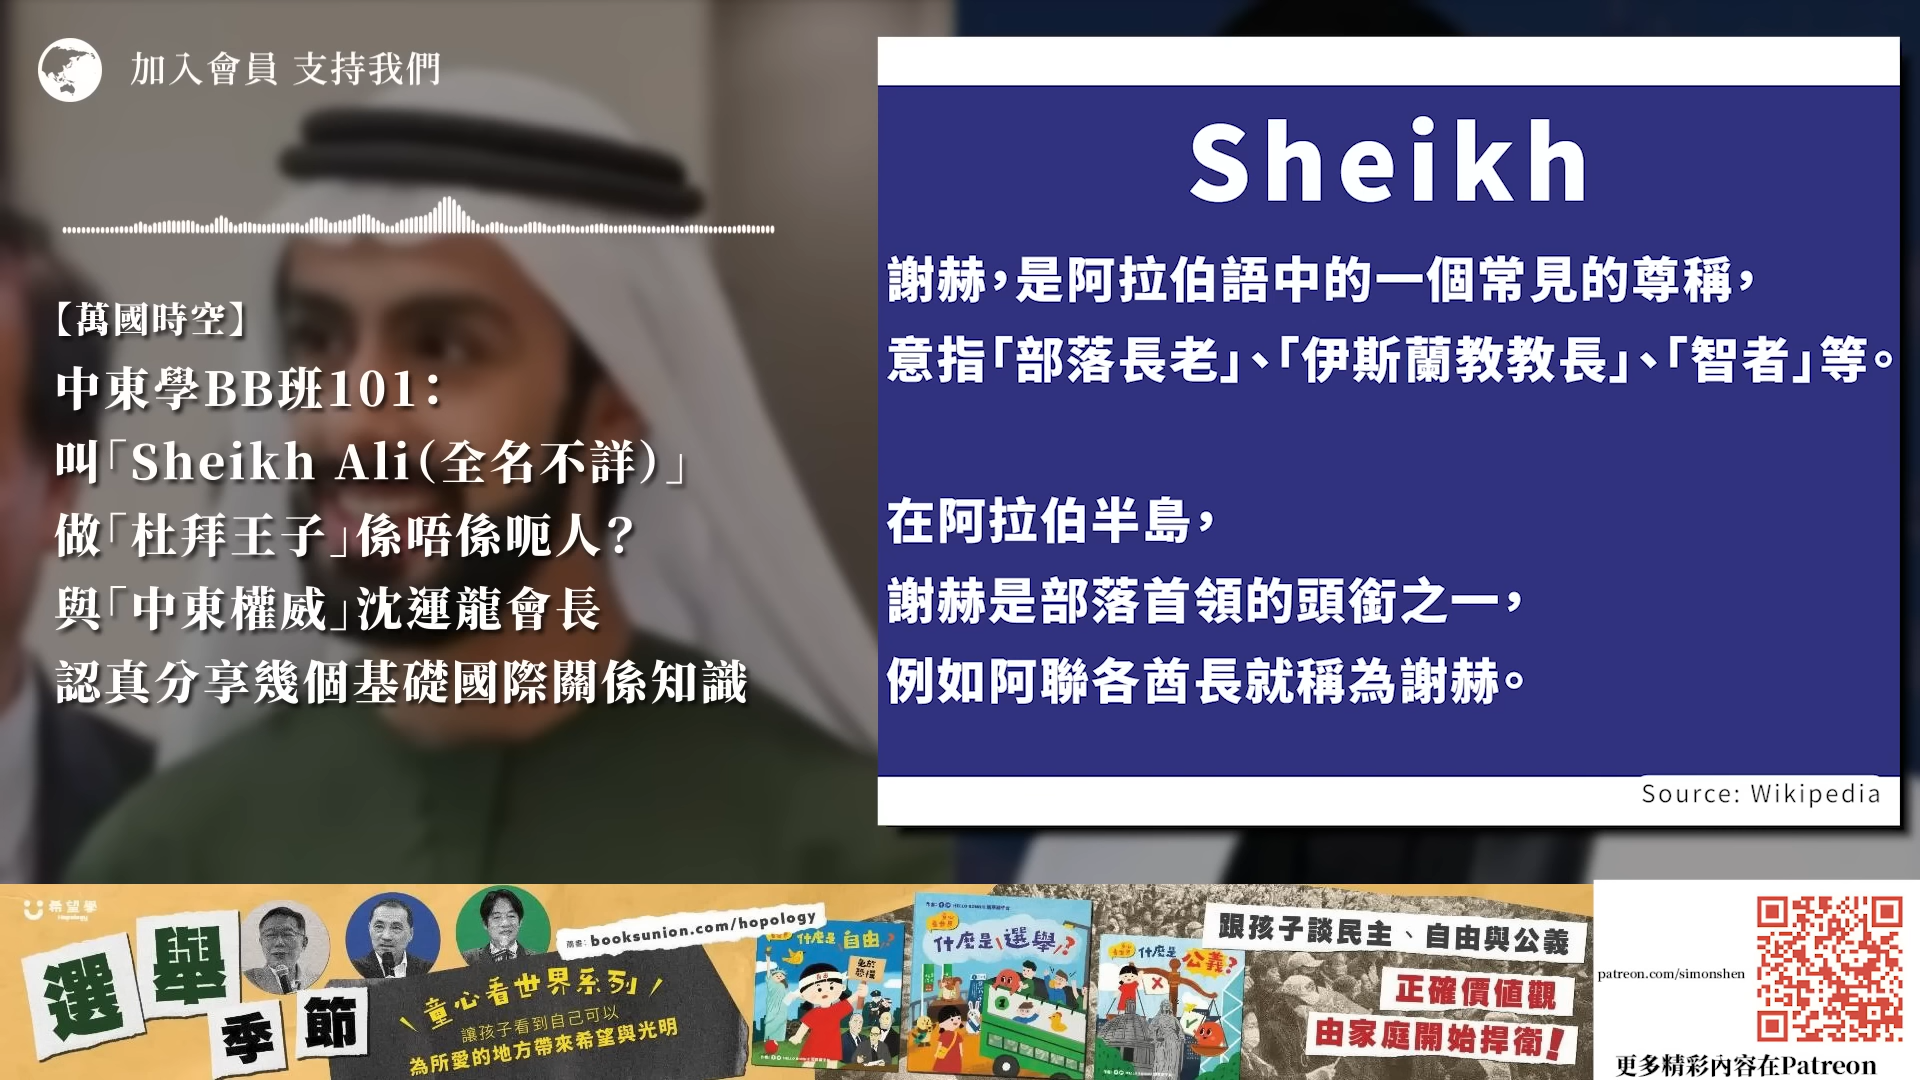 加入會員 支持我們
【萬國時空】
中東學BB班101：
叫「Sheikh Ali（全名不詳）」
做「杜拜王子」係唔係呃人？
與「中東權威」沈運龍會長
認真分享幾個基礎國際關係知識
Sheikh
謝赫，是阿拉伯語中的一個常見的尊稱，
意指「部落長老」、「伊斯蘭教教長」、「智者」等。
在阿拉伯半島，
謝赫是部落首領的頭銜之一，
例如阿聯各酋長就稱為謝赫。
Source: Wikipedia
希望學
Hopology
選舉
季節
booksunion.com/hopology
童心看世界系列
讓孩子看到自己可以
為所愛的地方帶來希望與光明
什麼是自由？
免於
恐懼
什麼是選舉？
什麼是公義？
跟孩子談民主、自由與公義
正確價值觀
由家庭開始捍衛！
patreon.com/simonshen
更多精彩內容在Patreon